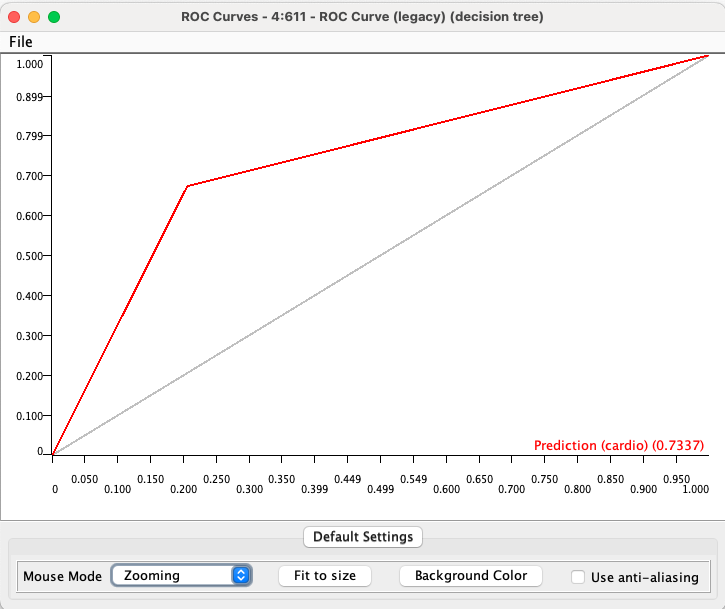 ROC Curves - 4:611 - ROC Curve (legacy) (decision tree)
File
1.000
0.899
0.799
0.700
0.600
0.500
0.400
0.300
0.200
0.100
0
Prediction (cardio) (0.7337)
0.050 0.150 0.250 0.350 0.449 0.549 0.650 0.750 0.850 0.950
0 0.100 0.200 0.300 0.399 0.499 0.600 0.700 0.800 0.900 1.000
Default Settings
Mouse Mode Zooming Fit to size Background Color Use anti-aliasing